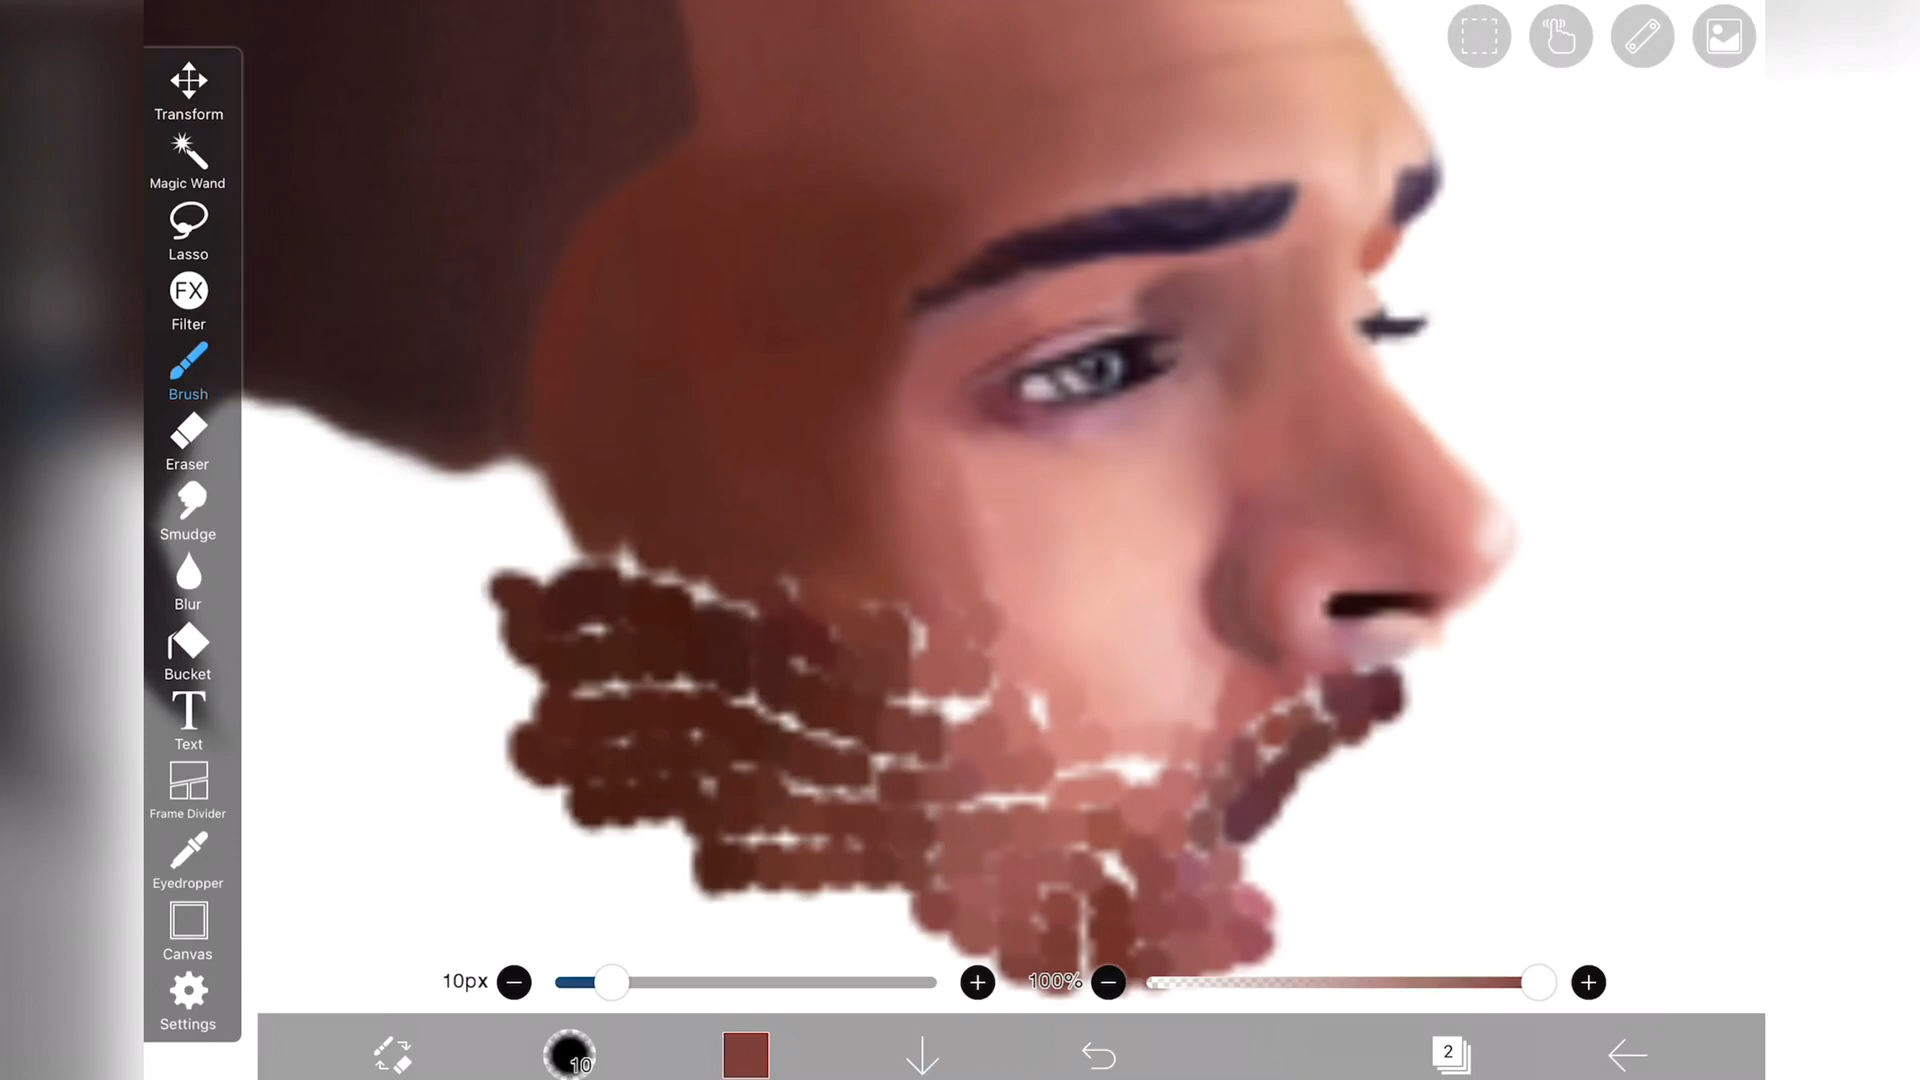 Transform
Magic Wand
Lasso
FX
Filter
Brush
Eraser
Smudge
Blur
Bucket
T
Text
Frame Divider
Eyedropper
Canvas
Settings
10px
100%
10
2